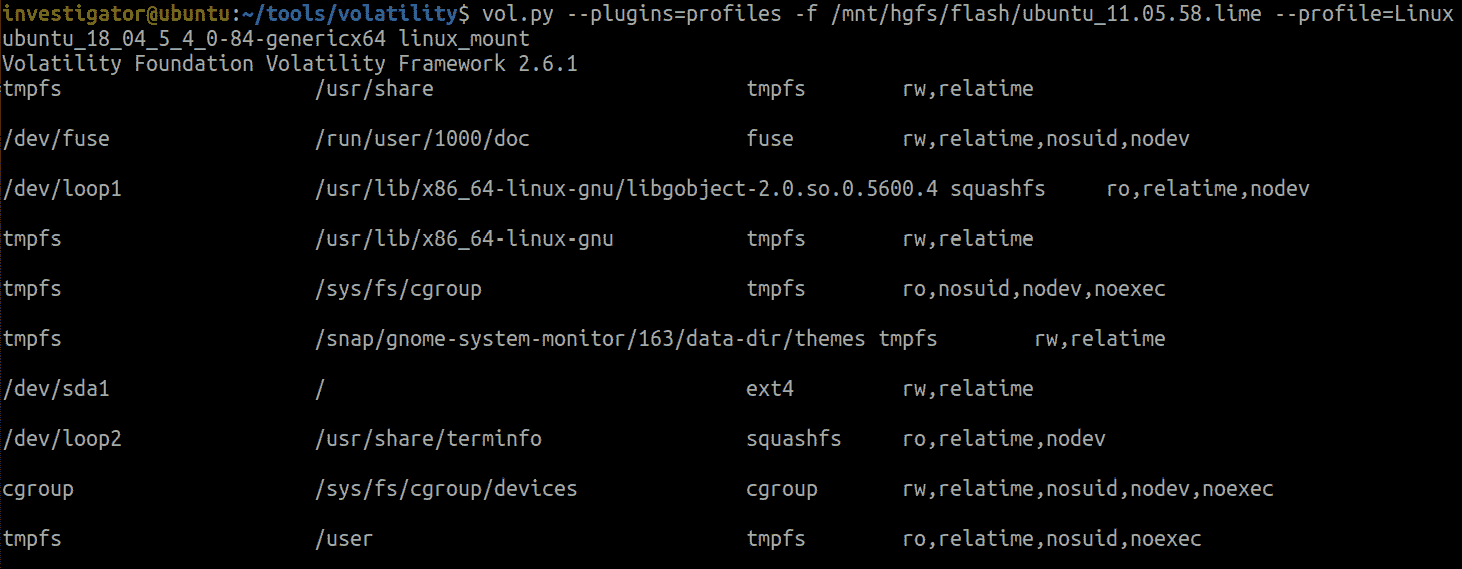 investigator@ubuntu:~/tools/volatility$ vol.py --plugins=profiles -f /mnt/hgfs/flash/ubuntu_11.05.58.lime --profile=Linux
ubuntu_18_04_5_4_0-84-genericx64 linux_mount
Volatility Foundation Volatility Framework 2.6.1
tmpfs /usr/share tmpfs rw,relatime
/dev/fuse /run/user/1000/doc fuse rw,relatime,nosuid,nodev
/dev/loop1 /usr/lib/x86_64-linux-gnu/libgobject-2.0.so.0.5600.4 squashfs ro,relatime,nodev
tmpfs /usr/lib/x86_64-linux-gnu tmpfs rw,relatime
tmpfs /sys/fs/cgroup tmpfs ro,nosuid,nodev,noexec
tmpfs /snap/gnome-system-monitor/163/data-dir/themes tmpfs rw,relatime
/dev/sda1 / ext4 rw,relatime
/dev/loop2 /usr/share/terminfo squashfs ro,relatime,nodev
cgroup /sys/fs/cgroup/devices cgroup rw,relatime,nosuid,nodev,noexec
tmpfs /user tmpfs ro,relatime,nosuid,noexec